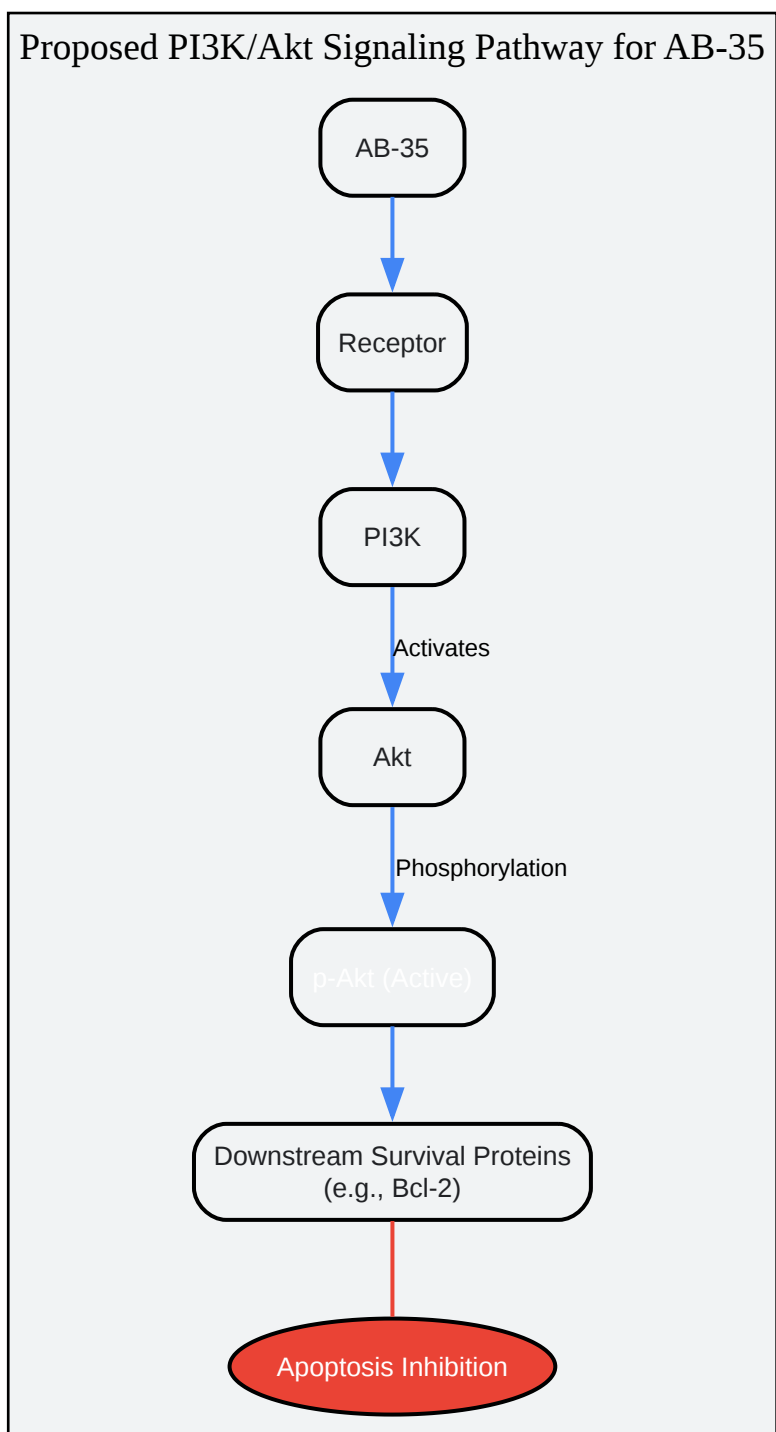 Proposed PI3K/Akt Signaling Pathway for AB-35
AB-35
Receptor
PI3K
Activates
Akt
Phosphorylation
p-Akt (Active)
Downstream Survival Proteins
(e.g., Bcl-2)
Apoptosis Inhibition